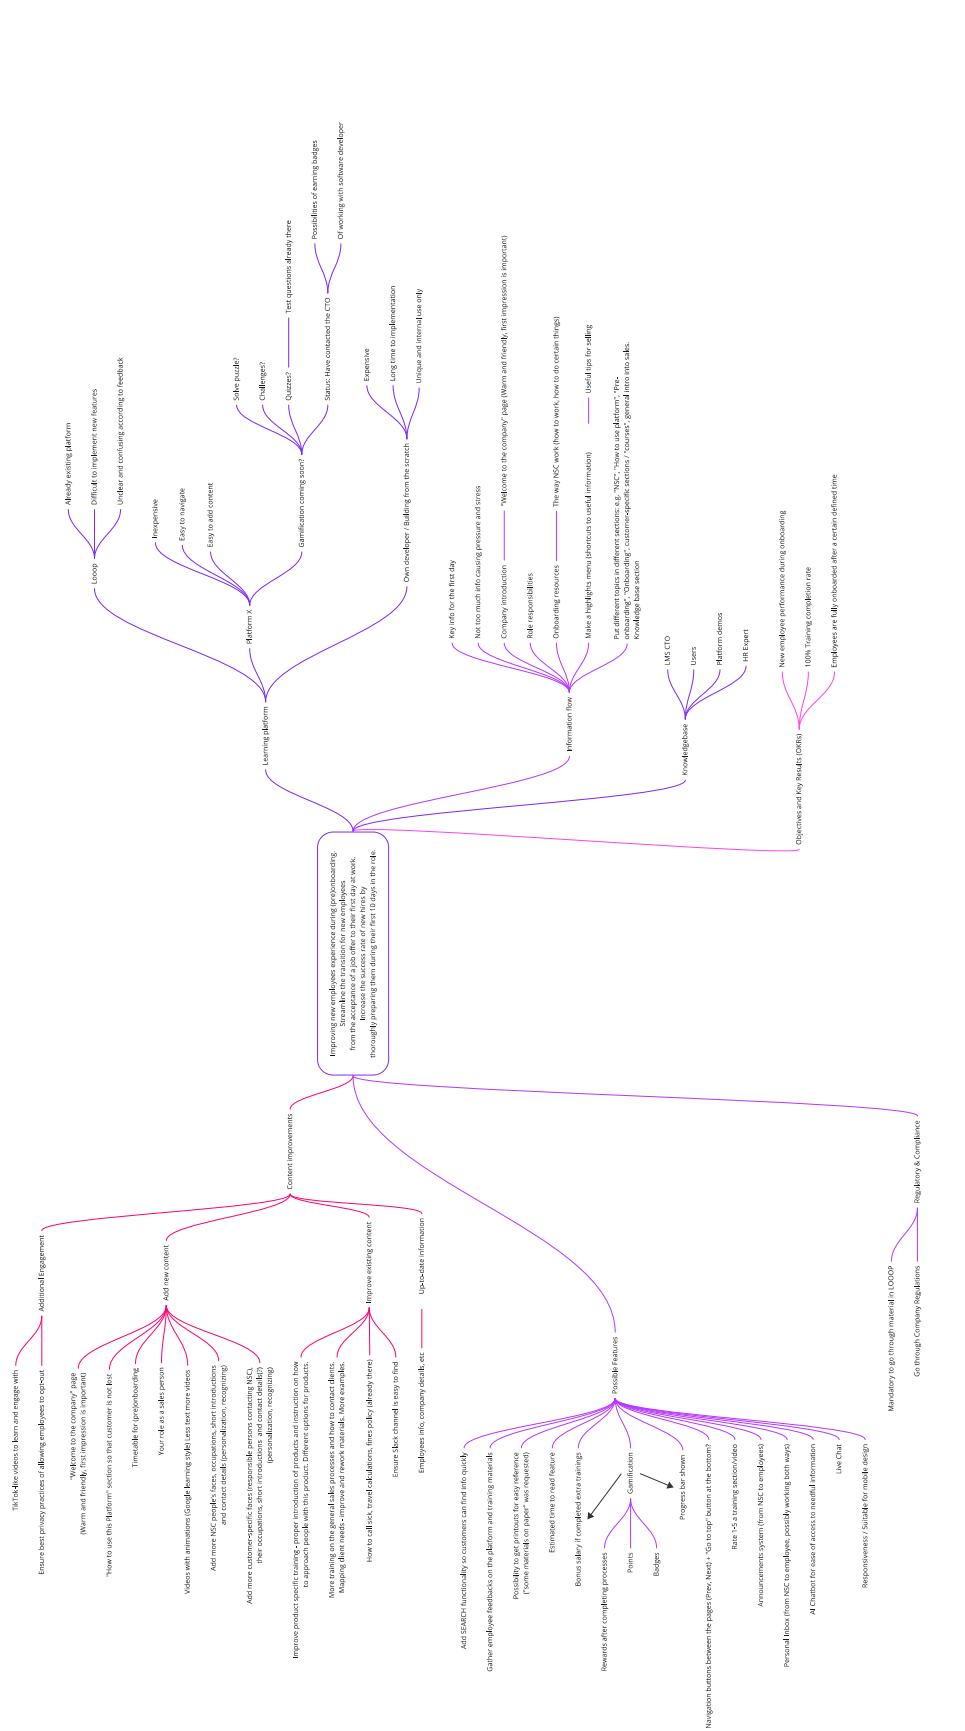 Improving new employees experience during (pre)onboarding.
Streamline the transition for new employees
from the acceptance of a job offer to their first day at work.
Increase the success rate of new hires by
thoroughly preparing them during their first 10 days in the role.
Learning platform
Looop
Already existing platform
Difficult to implement new features
Unclear and confusing according to feedback
Platform X
Inexpensive
Easy to navigate
Easy to add content
Gamification coming soon?
Solve puzzle?
Challenges?
Quizzes?
Test questions already there
Status: Have contacted the CTO
Possibilities of earning badges
Of working with software developer
Own developer / Building from the scratch
Expensive
Long time to implementation
Unique and internal use only
Information flow
Key info for the first day
Not too much info causing pressure and stress
Company introduction
"Welcome to the company" page (Warm and friendly, first impression is important)
Role responsibilities
Onboarding resources
The way NSC work (how to work, how to do certain things)
Make a highlights menu (shortcuts to useful information)
Useful tips for selling
Put different topics in different sections: e.g. "NSC", "How to use platform", "Pre-
onboarding", "Onboarding", customer-specific sections / "courses", general intro into sales.
Knowledge base section
Knowledgebase
LMS CTO
Users
Platform demos
HR Expert
Objectives and Key Results (OKRs)
New employee performance during onboarding
100% Training completion rate
Employees are fully onboarded after a certain defined time
Content improvements
Additional Engagement
TikTok-like videos to learn and engage with
Ensure best privacy practices of allowing employees to opt-out
Add new content
"Welcome to the company" page
(Warm and friendly, first impression is important)
"How to use this Platform" section so that customer is not lost
Timetable for (pre)onboarding
Your role as a sales person
Videos with animations (Google learning style) Less text more videos
Add more NSC people's faces, occupations, short introductions
and contact details (personalization, recognizing)
Add more customer-specific faces (responsible persons contacting NSC),
their occupations, short introductions and contact details(?)
(personalization, recognizing)
Improve existing content
Improve product specific training - proper introduction of products and instruction on how
to approach people with this product. Different options for products.
More training on the general sales processes and how to contact clients.
Mapping client needs - improve and rework materials. More examples.
How to call sick, travel calculations, fines policy (already there)
Ensure Slack channel is easy to find
Up-to-date information
Employees info, company details, etc
Possible Features
Add SEARCH functionality so customers can find info quickly
Gather employee feedbacks on the platform and training materials
Possibility to get printouts for easy reference
("some materials on paper" was requested)
Estimated time to read feature
Bonus salary if completed extra trainings
Gamification
Rewards after completing processes
Points
Badges
Progress bar shown
Navigation buttons between the pages (Prev, Next) + "Go to top" button at the bottom?
Rate 1-5 a training section/video
Announcements system (from NSC to employees)
Personal Inbox (from NSC to employee, possibly working both ways)
AI Chatbot for ease of access to needful information
Live Chat
Responsiveness / Suitable for mobile design
Regulatory & Compliance
Mandatory to go through material in LOOOP
Go through Company Regulations